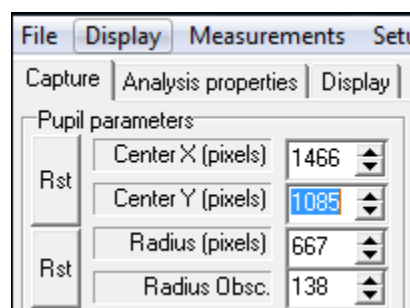 File Display Measurements Setu
Capture Analysis properties Display
Pupil parameters
Rst
Center X (pixels) 1466
Center Y (pixels) 1085
Rst
Radius (pixels) 667
Radius Obsc. 138